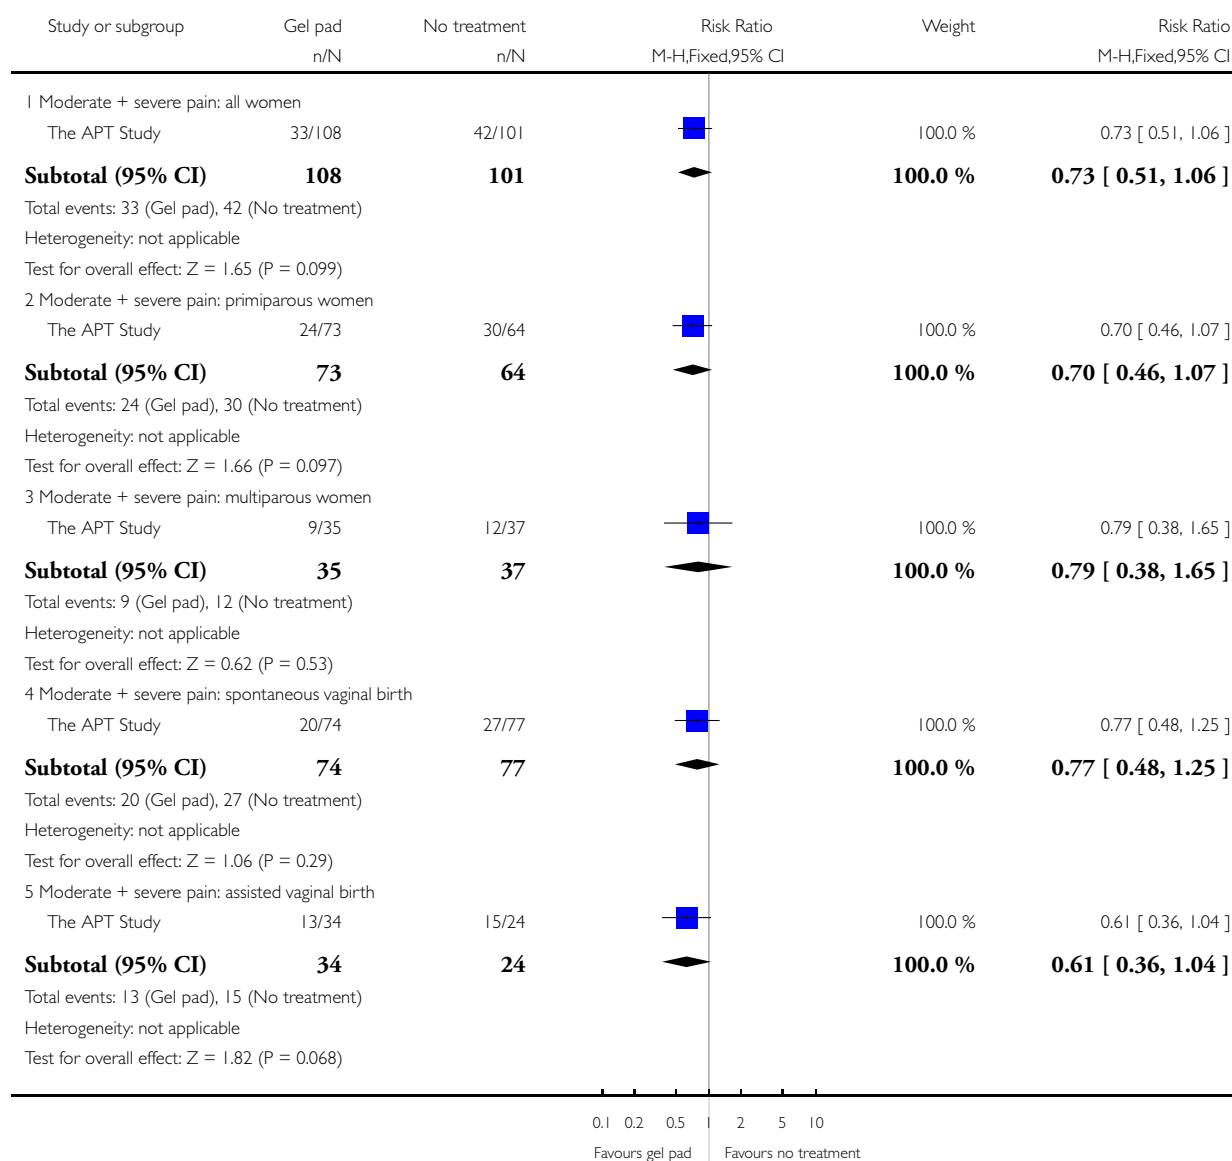 Study or subgroup Gel pad No treatment Risk Ratio Weight Risk Ratio
n/N n/N M-H,Fixed,95% CI M-H,Fixed,95% CI
1 Moderate + severe pain: all women
The APT Study 33/108 42/101 100.0 % 0.73 [ 0.51, 1.06 ]
Subtotal (95% CI) 108 101 100.0 % 0.73 [ 0.51, 1.06 ]
Total events: 33 (Gel pad), 42 (No treatment)
Heterogeneity: not applicable
Test for overall effect: Z = 1.65 (P = 0.099)
2 Moderate + severe pain: primiparous women
The APT Study 24/73 30/64 100.0 % 0.70 [ 0.46, 1.07 ]
Subtotal (95% CI) 73 64 100.0 % 0.70 [ 0.46, 1.07 ]
Total events: 24 (Gel pad), 30 (No treatment)
Heterogeneity: not applicable
Test for overall effect: Z = 1.66 (P = 0.097)
3 Moderate + severe pain: multiparous women
The APT Study 9/35 12/37 100.0 % 0.79 [ 0.38, 1.65 ]
Subtotal (95% CI) 35 37 100.0 % 0.79 [ 0.38, 1.65 ]
Total events: 9 (Gel pad), 12 (No treatment)
Heterogeneity: not applicable
Test for overall effect: Z = 0.62 (P = 0.53)
4 Moderate + severe pain: spontaneous vaginal birth
The APT Study 20/74 27/77 100.0 % 0.77 [ 0.48, 1.25 ]
Subtotal (95% CI) 74 77 100.0 % 0.77 [ 0.48, 1.25 ]
Total events: 20 (Gel pad), 27 (No treatment)
Heterogeneity: not applicable
Test for overall effect: Z = 1.06 (P = 0.29)
5 Moderate + severe pain: assisted vaginal birth
The APT Study 13/34 15/24 100.0 % 0.61 [ 0.36, 1.04 ]
Subtotal (95% CI) 34 24 100.0 % 0.61 [ 0.36, 1.04 ]
Total events: 13 (Gel pad), 15 (No treatment)
Heterogeneity: not applicable
Test for overall effect: Z = 1.82 (P = 0.068)
0.1 0.2 0.5 1 2 5 10
Favours gel pad Favours no treatment